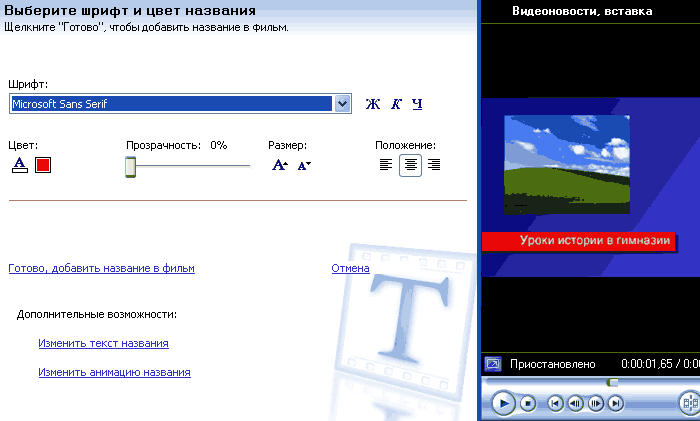 Выберите шрифт и цвет названия
Щелкните "Готово", чтобы добавить название в фильм.
Шрифт:
Microsoft Sans Serif
Ж К Ч
Цвет: Прозрачность: 0% Размер: Положение:
A A A
Готово, добавить название в фильм Отмена
Дополнительные возможности:
Изменить текст названия
Изменить анимацию названия
T
Видеоновости, вставка
Уроки истории в гимназии
Приостановлено 0:00:01,65 / 0:00